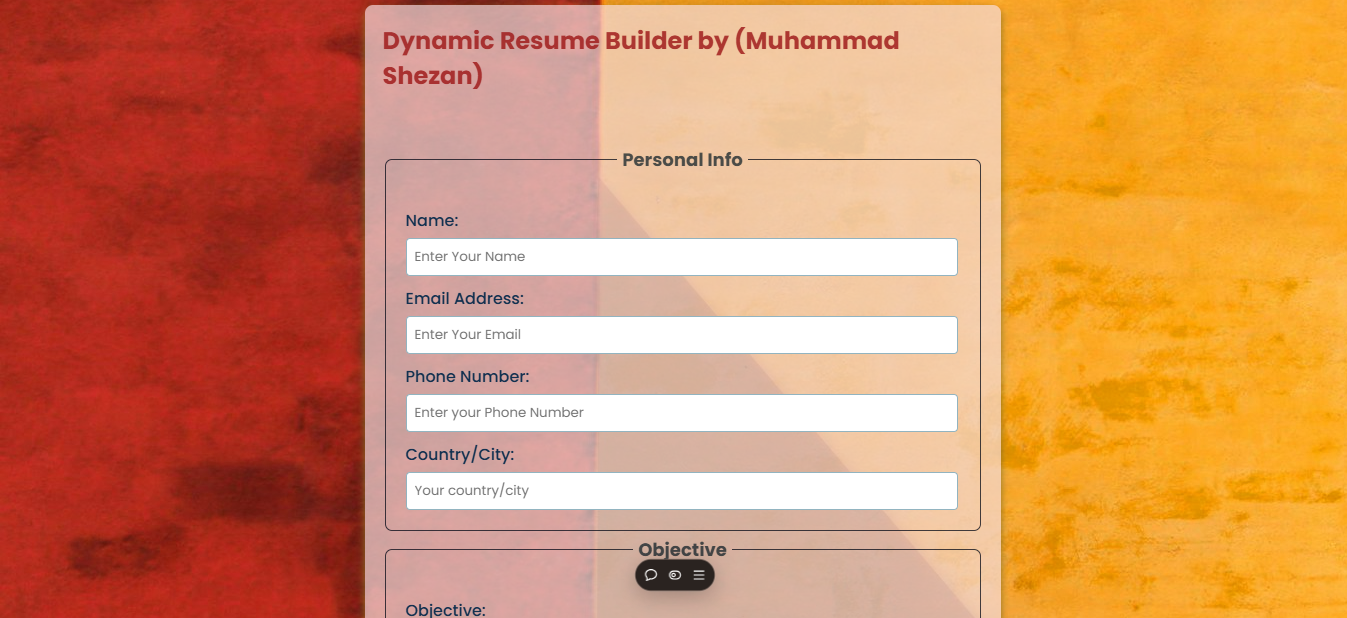 Dynamic Resume Builder by (Muhammad
Shezan)
Personal Info
Name:
Enter Your Name
Email Address:
Enter Your Email
Phone Number:
Enter your Phone Number
Country/City:
Your country/city
Objective
Objective: